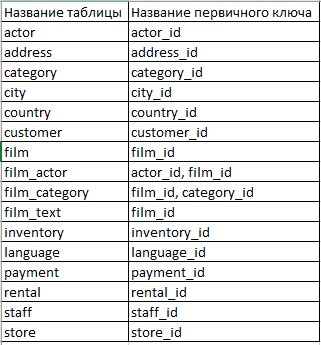 Название таблицы Название первичного ключа
actor actor_id
address address_id
category category_id
city city_id
country country_id
customer customer_id
film film_id
film_actor actor_id, film_id
film_category film_id, category_id
film_text film_id
inventory inventory_id
language language_id
payment payment_id
rental rental_id
staff staff_id
store store_id